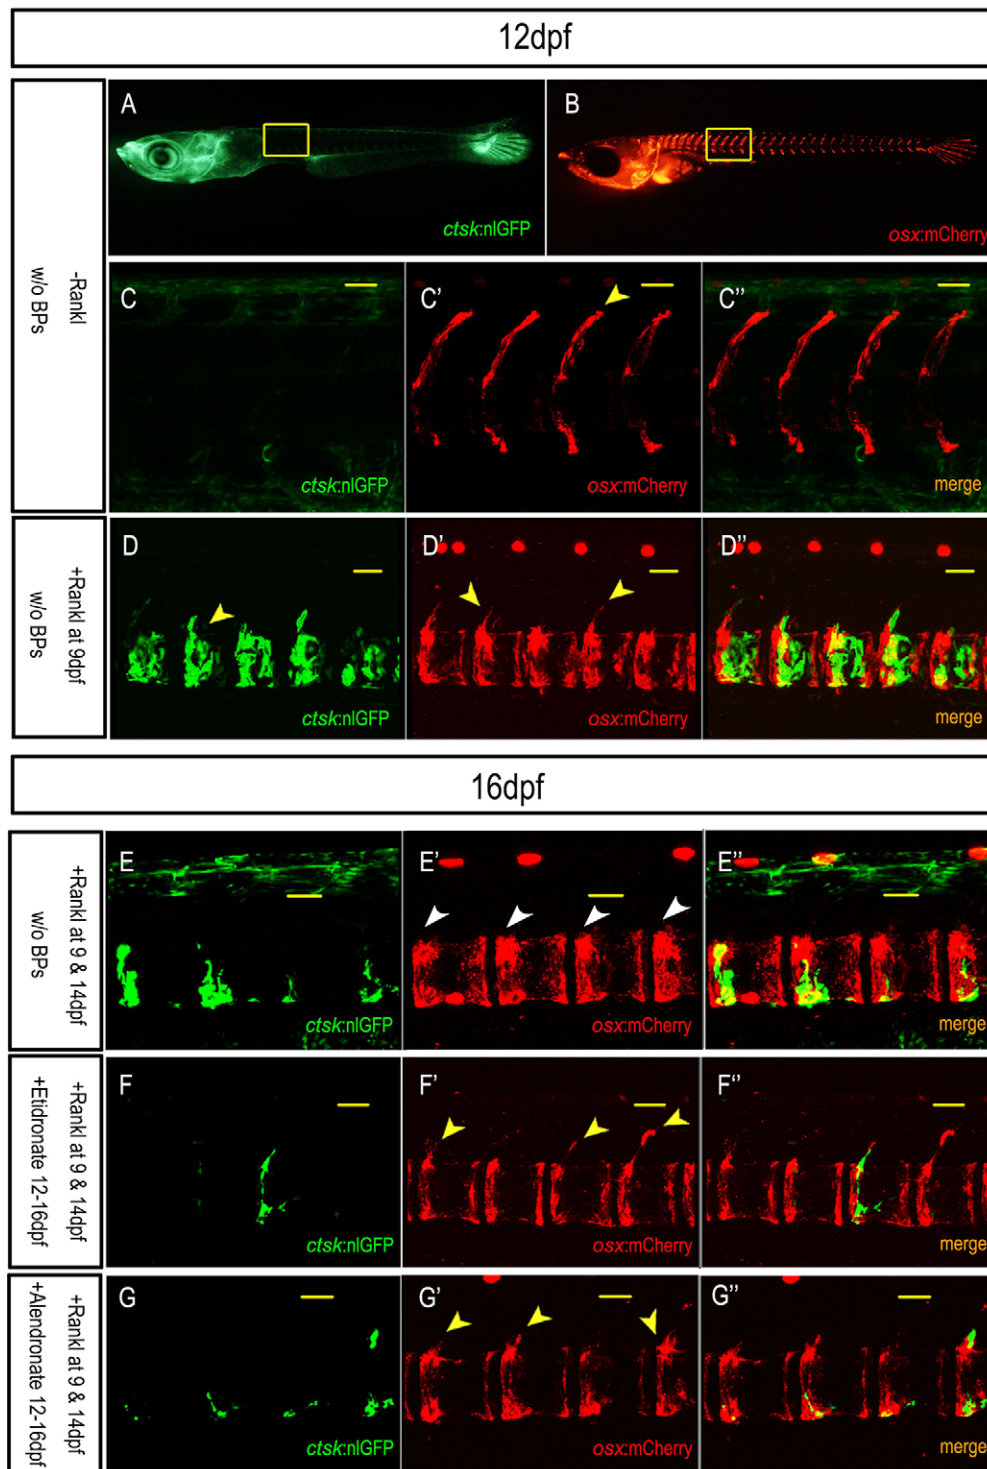 12dpf
-Rankl
w/o BPs
A
ctsk:nlGFP
B
osx:mCherry
C
ctsk:nlGFP
C'
osx:mCherry
C''
merge
+Rankl at 9dpf
w/o BPs
D
ctsk:nlGFP
D'
osx:mCherry
D''
merge
16dpf
+Rankl at 9 & 14dpf
w/o BPs
E
ctsk:nlGFP
E'
osx:mCherry
E''
merge
+Rankl at 9 & 14dpf
+Etidronate 12-16dpf
F
ctsk:nlGFP
F'
osx:mCherry
F''
merge
+Rankl at 9 & 14dpf
+Alendronate 12-16dpf
G
ctsk:nlGFP
G'
osx:mCherry
G''
merge